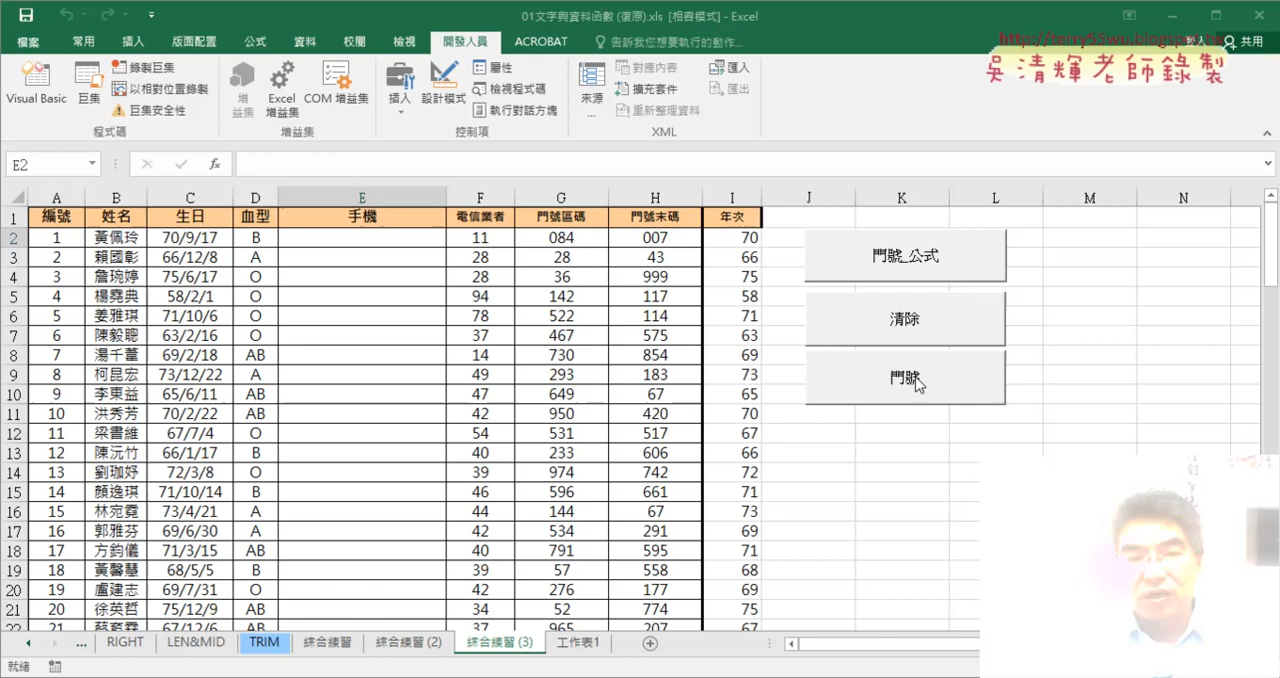 01文字與資料函數 (復原).xls [相容模式] - Excel
檔案 常用 插入 版面配置 公式 資料 校閱 檢視 開發人員 ACROBAT 告訴我您想要執行的動作... 共用
http://terry55wu.blogspot.tw
吳清輝老師錄製
Visual Basic 巨集 錄製巨集 以相對位置錄製 巨集安全性 增益集 Excel 增益集 COM 增益集 插入 設計模式 屬性 檢視程式碼 執行對話方塊 來源... 對應內容 擴充套件 重新整理資料 匯入 匯出
程式碼 增益集 控制項 XML
E2 fx
A B C D E F G H I J K L M N
1 編號 姓名 生日 血型 手機 電信業者 門號區碼 門號末碼 年次
2 1 黃佩玲 70/9/17 B 11 084 007 70
3 2 賴國彰 66/12/8 A 28 28 43 66
4 3 詹琬婷 75/6/17 O 28 36 999 75
5 4 楊堯典 58/2/1 O 94 142 117 58
6 5 姜雅琪 71/10/6 O 78 522 114 71
7 6 陳毅聰 63/2/16 O 37 467 575 63
8 7 湯千薑 69/2/18 AB 14 730 854 69
9 8 柯昆宏 73/12/22 A 49 293 183 73
10 9 李東益 65/6/11 AB 47 649 67 65
11 10 洪秀芳 70/2/22 AB 42 950 420 70
12 11 梁書維 67/7/4 O 54 531 517 67
13 12 陳沅竹 66/1/17 B 40 233 606 66
14 13 劉珈妤 72/3/8 O 39 974 742 72
15 14 顏逸琪 71/10/14 B 46 596 661 71
16 15 林宛霓 73/4/21 A 44 144 67 73
17 16 郭雅芬 69/6/30 A 42 534 291 69
18 17 方鈞儀 71/3/15 AB 40 791 595 71
19 18 黃馨慧 68/5/5 B 39 57 558 68
20 19 盧建志 69/7/31 O 42 276 177 69
21 20 徐英哲 75/12/9 AB 34 52 774 75
22 21 67/12/6 AB 37 965 207 67
門號_公式
清除
門號
... RIGHT LEN&MID TRIM 綜合練習 綜合練習 (2) 綜合練習 (3) 工作表1
就緒